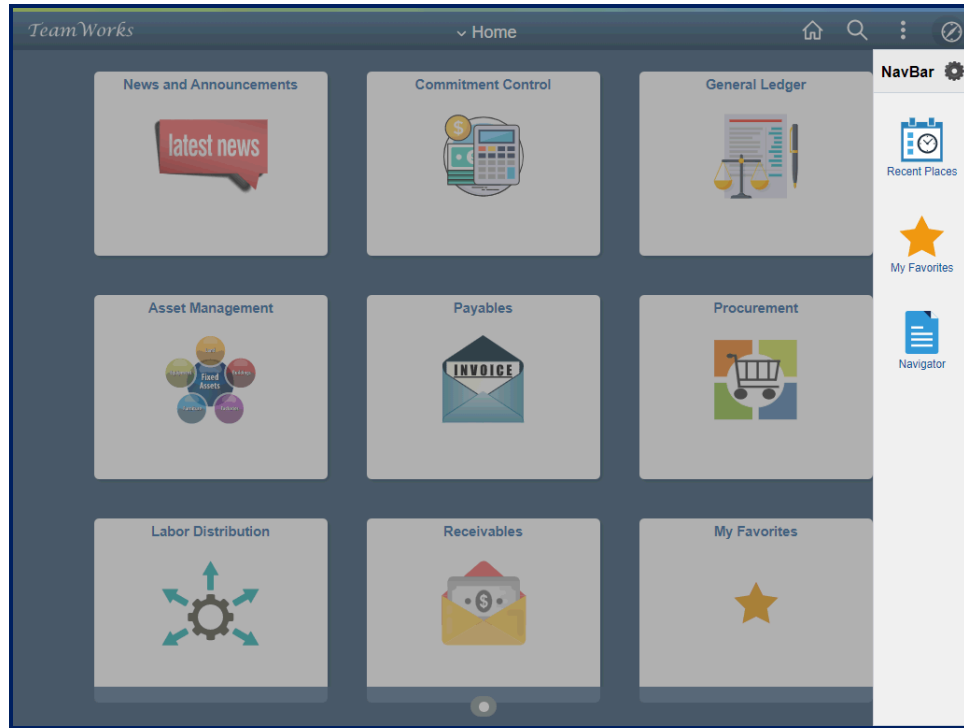 TeamWorks
Home
NavBar
News and Announcements
Commitment Control
General Ledger
latest news
$
Recent Places
My Favorites
Asset Management
Payables
Procurement
Fixed
Assets
INVOICE
Navigator
Labor Distribution
Receivables
My Favorites
$